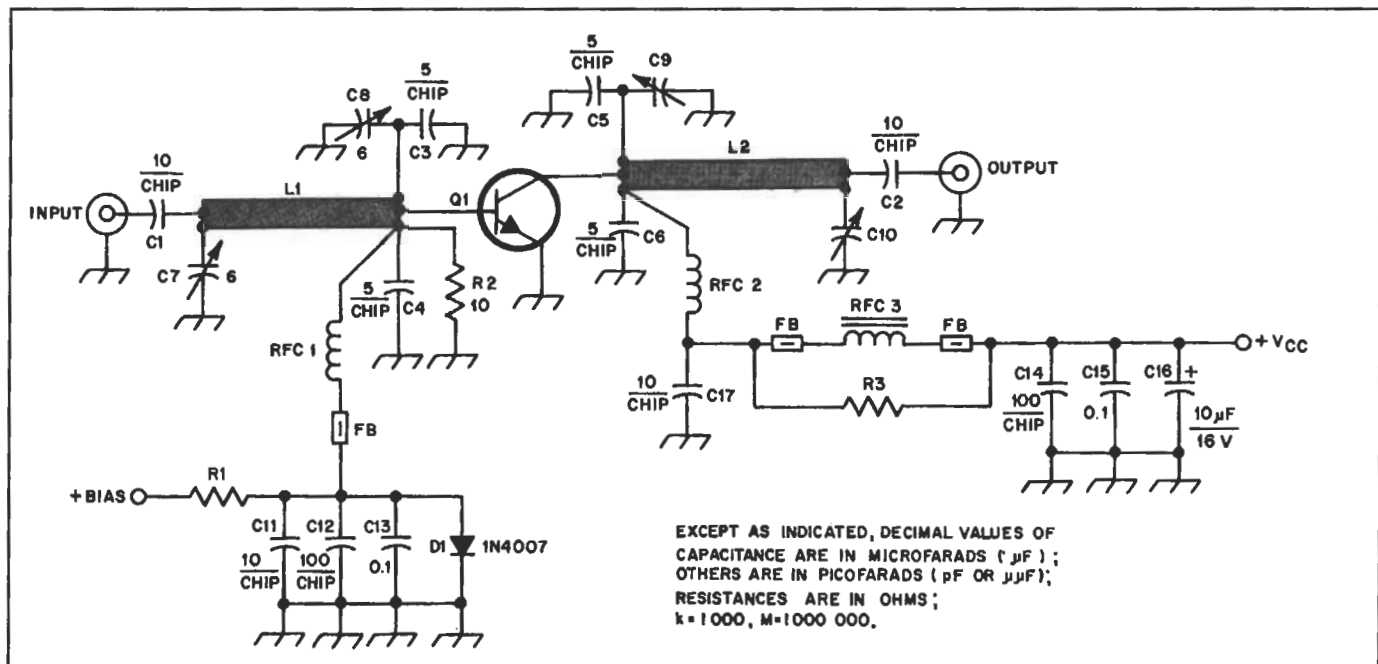 5
CHIP
C9
5
CHIP
C5
C8
6
C3
10
CHIP
L2
OUTPUT
C2
10
CHIP
L1
Q1
INPUT
C1
5
CHIP
C6
C10
C7
6
5
CHIP
C4
R2
10
RFC 2
RFC 1
FB
RFC 3
FB
+VCC
10
CHIP
C17
R3
C14
100
CHIP
C15
0.1
C16
+
10µF
16 V
FB
R1
+BIAS
C11
10
CHIP
C12
100
CHIP
C13
0.1
D1
1N4007
EXCEPT AS INDICATED, DECIMAL VALUES OF
CAPACITANCE ARE IN MICROFARADS (µF);
OTHERS ARE IN PICOFARADS (pF OR µµF);
RESISTANCES ARE IN OHMS;
k=1000, M=1000 000.